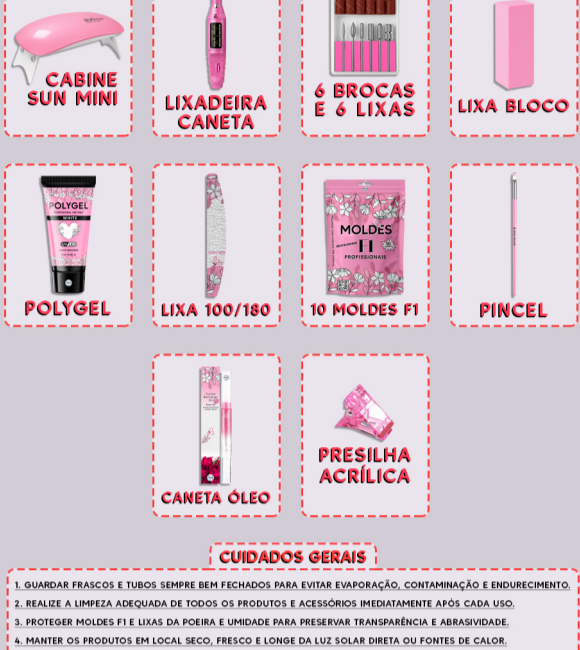 CABINE
SUN MINI
LIXADEIRA
CANETA
6 BROCAS
E 6 LIXAS
LIXA BLOCO
POLYGEL
WHITE
POLYGEL
LIXA 100/180
MOLDES
F1
PROFISSIONAIS
10 MOLDES F1
PINCEL
CANETA ÓLEO
PRESILHA
ACRÍLICA
CUIDADOS GERAIS
1. GUARDAR FRASCOS E TUBOS SEMPRE BEM FECHADOS PARA EVITAR EVAPORAÇÃO, CONTAMINAÇÃO E ENDURECIMENTO.
2. REALIZE A LIMPEZA ADEQUADA DE TODOS OS PRODUTOS E ACESSÓRIOS IMEDIATAMENTE APÓS CADA USO.
3. PROTEGER MOLDES F1 E LIXAS DA POEIRA E UMIDADE PARA PRESERVAR TRANSPARÊNCIA E ABRASIVIDADE.
4. MANTER OS PRODUTOS EM LOCAL SECO, FRESCO E LONGE DA LUZ SOLAR DIRETA OU FONTES DE CALOR.